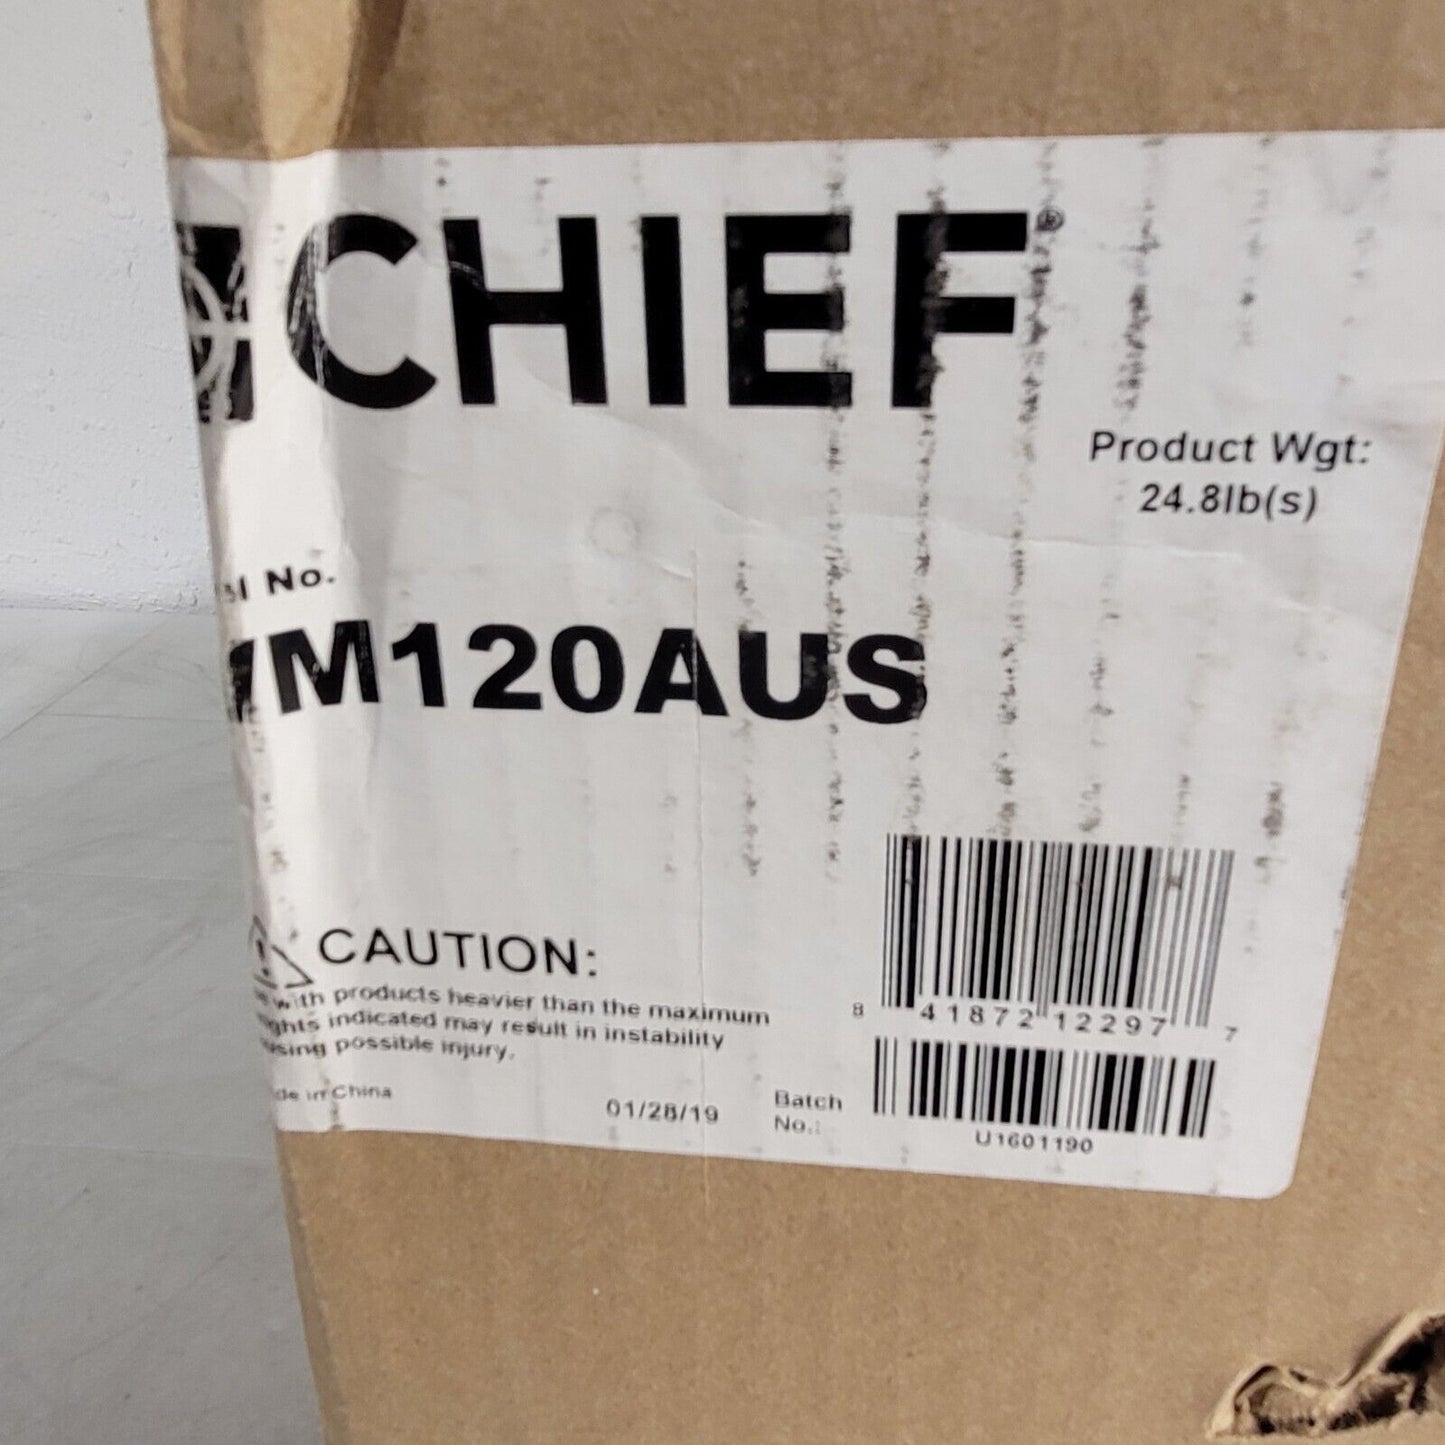 CHIEF®
Product Wgt:
24.8lb(s)
No.
M120AUS
CAUTION:
with products heavier than the maximum
indicated may result in instability
possible injury.
in China
01/28/19
Batch
No.:
8 41872 12297 7
U1601190